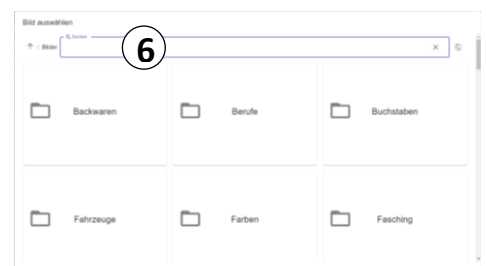 Bild auswählen
Suchen
/ Bilder
6
Backwaren
Berufe
Buchstaben
Fahrzeuge
Farben
Fasching